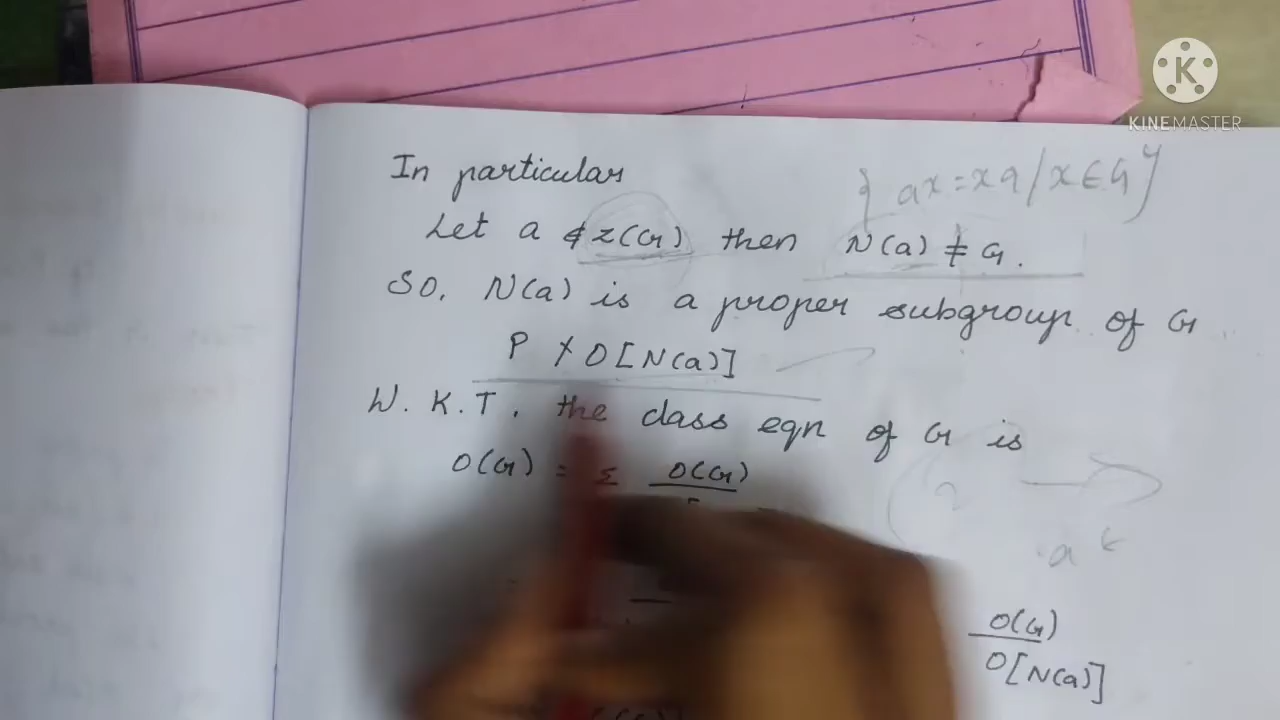 K
KINEMASTER
In particular
{ ax = xa / x ∈ G }
Let a ∉ z(G) then N(a) ≠ G.
So, N(a) is a proper subgroup of G
P ∤ O[N(a)]
W. K. T. the class eqn of G is
O(G) = Σ O(G)
a
O(G)
O[N(a)]